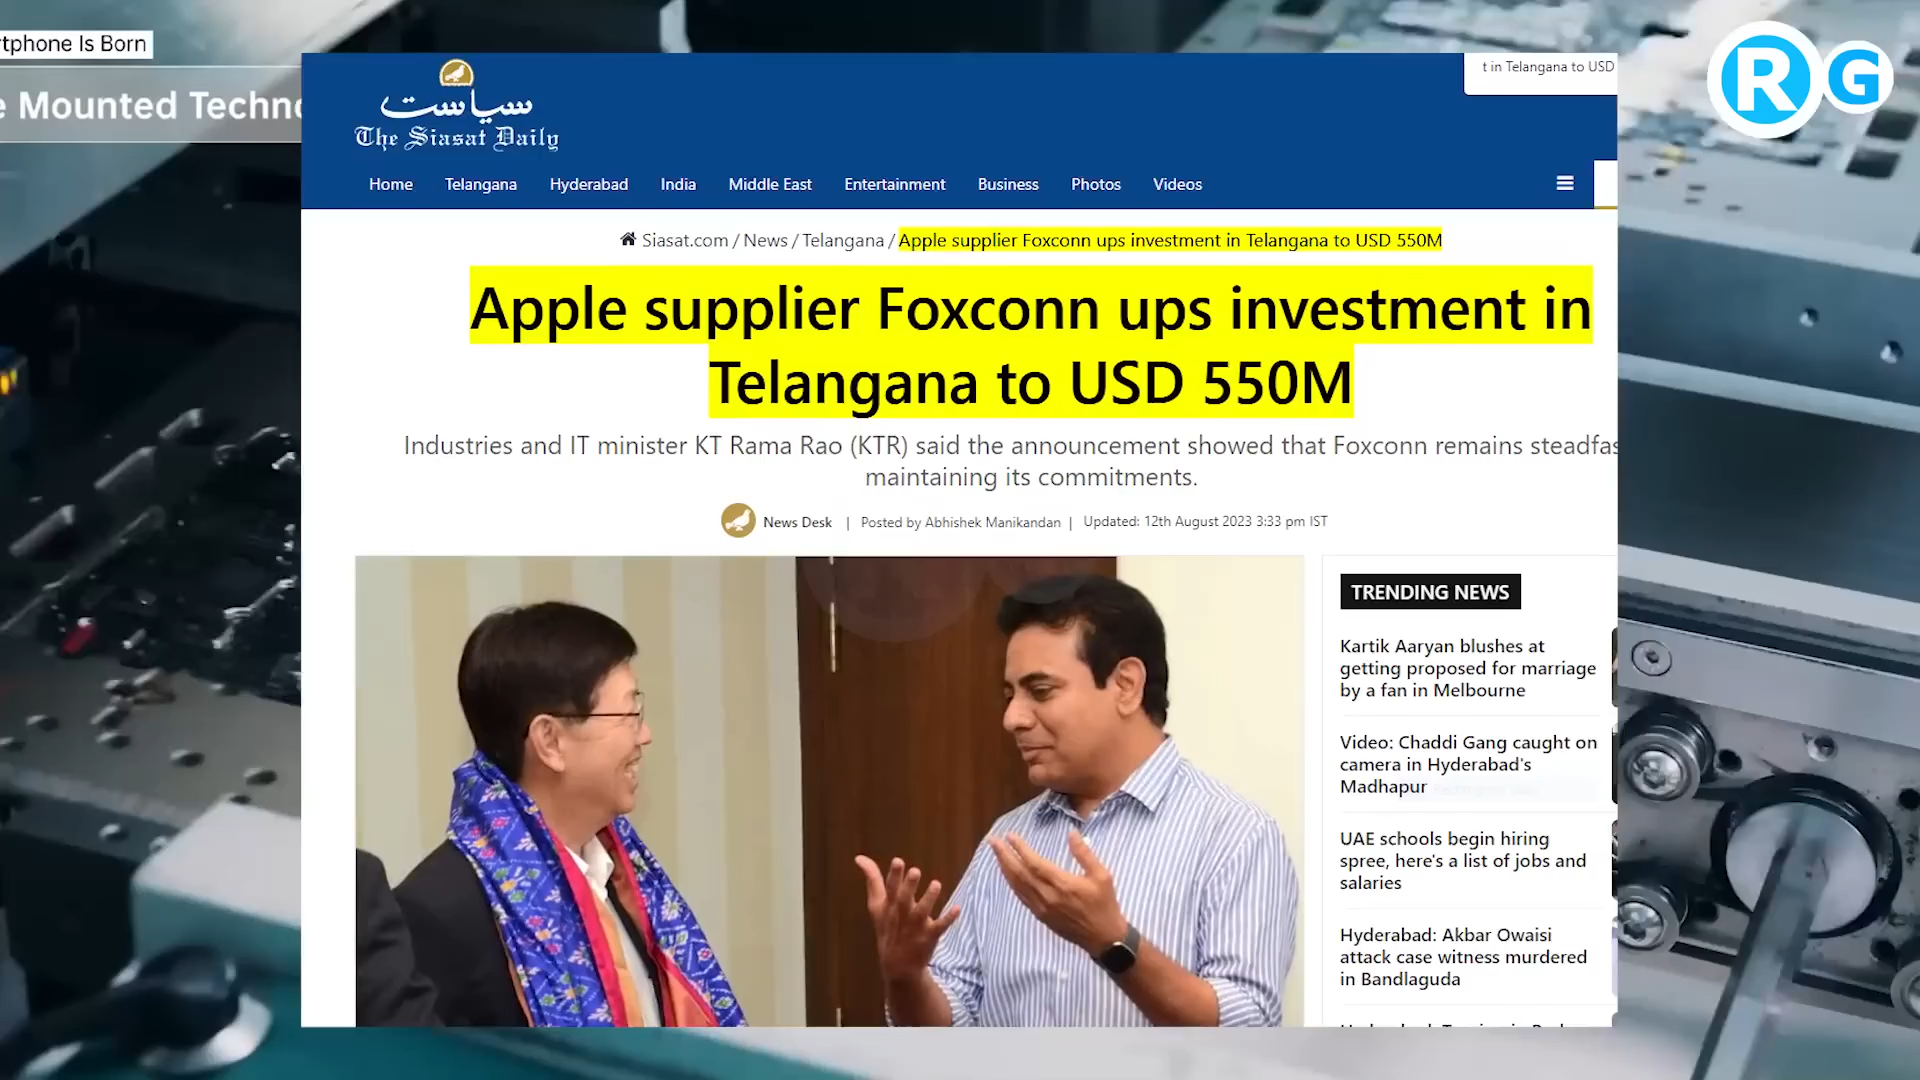 tphone Is Born
e Mounted Techno
RG
سیاست
The Siasat Daily
t in Telangana to USD
Home Telangana Hyderabad India Middle East Entertainment Business Photos Videos
Siasat.com / News / Telangana / Apple supplier Foxconn ups investment in Telangana to USD 550M
Apple supplier Foxconn ups investment in
Telangana to USD 550M
Industries and IT minister KT Rama Rao (KTR) said the announcement showed that Foxconn remains steadfas
maintaining its commitments.
News Desk | Posted by Abhishek Manikandan | Updated: 12th August 2023 3:33 pm IST
TRENDING NEWS
Kartik Aaryan blushes at
getting proposed for marriage
by a fan in Melbourne
Video: Chaddi Gang caught on
camera in Hyderabad's
Madhapur
UAE schools begin hiring
spree, here's a list of jobs and
salaries
Hyderabad: Akbar Owaisi
attack case witness murdered
in Bandlaguda